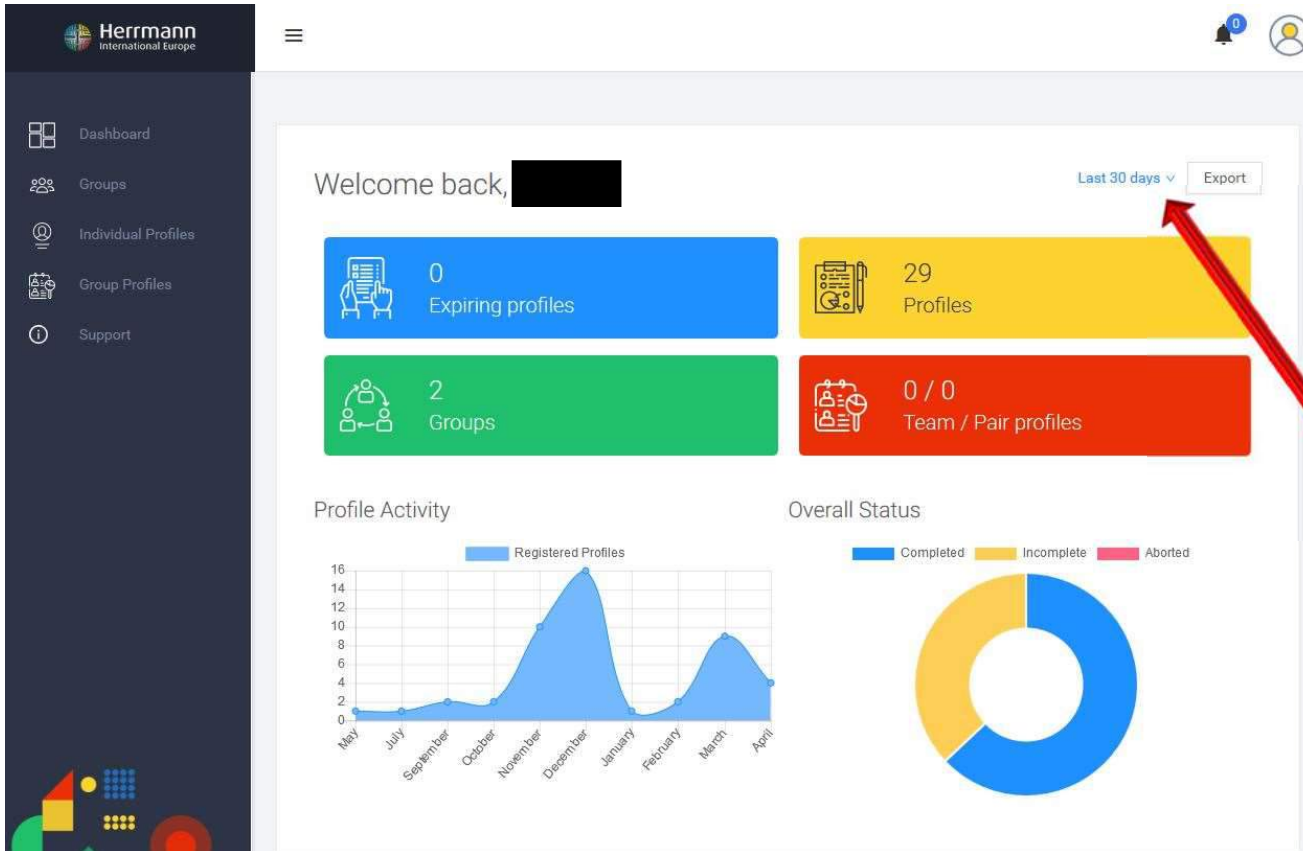 Herrmann
International Europe
0
Dashboard
Groups
Individual Profiles
Group Profiles
Support
Welcome back,
Last 30 days
Export
0
Expiring profiles
29
Profiles
2
Groups
0 / 0
Team / Pair profiles
Profile Activity
Overall Status
Registered Profiles
Completed Incomplete Aborted
16
14
12
10
8
6
4
2
0
May July September October November December January February March April